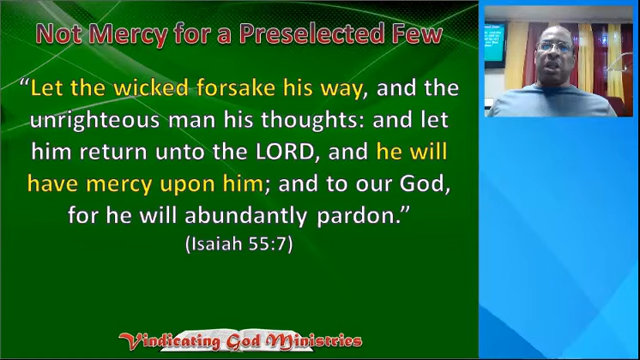 Not Mercy for a Preselected Few
“Let the wicked forsake his way, and the
unrighteous man his thoughts: and let
him return unto the LORD, and he will
have mercy upon him; and to our God,
for he will abundantly pardon.”
(Isaiah 55:7)
Vindicating God Ministries